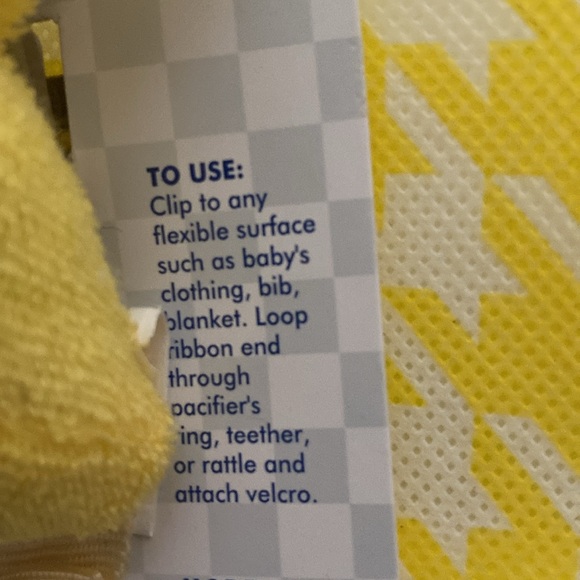 TO USE:
Clip to any
flexible surface
such as baby's
clothing, bib,
blanket. Loop
ribbon end
through
pacifier's
ring, teether,
or rattle and
attach velcro.